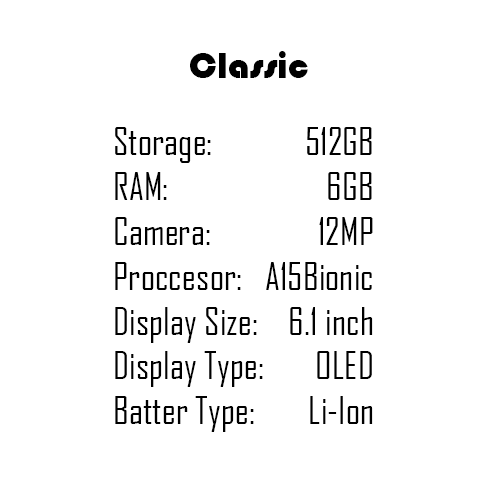 Classic
Storage: 512GB
RAM: 6GB
Camera: 12MP
Proccesor: A15Bionic
Display Size: 6.1 inch
Display Type: OLED
Batter Type: Li-Ion